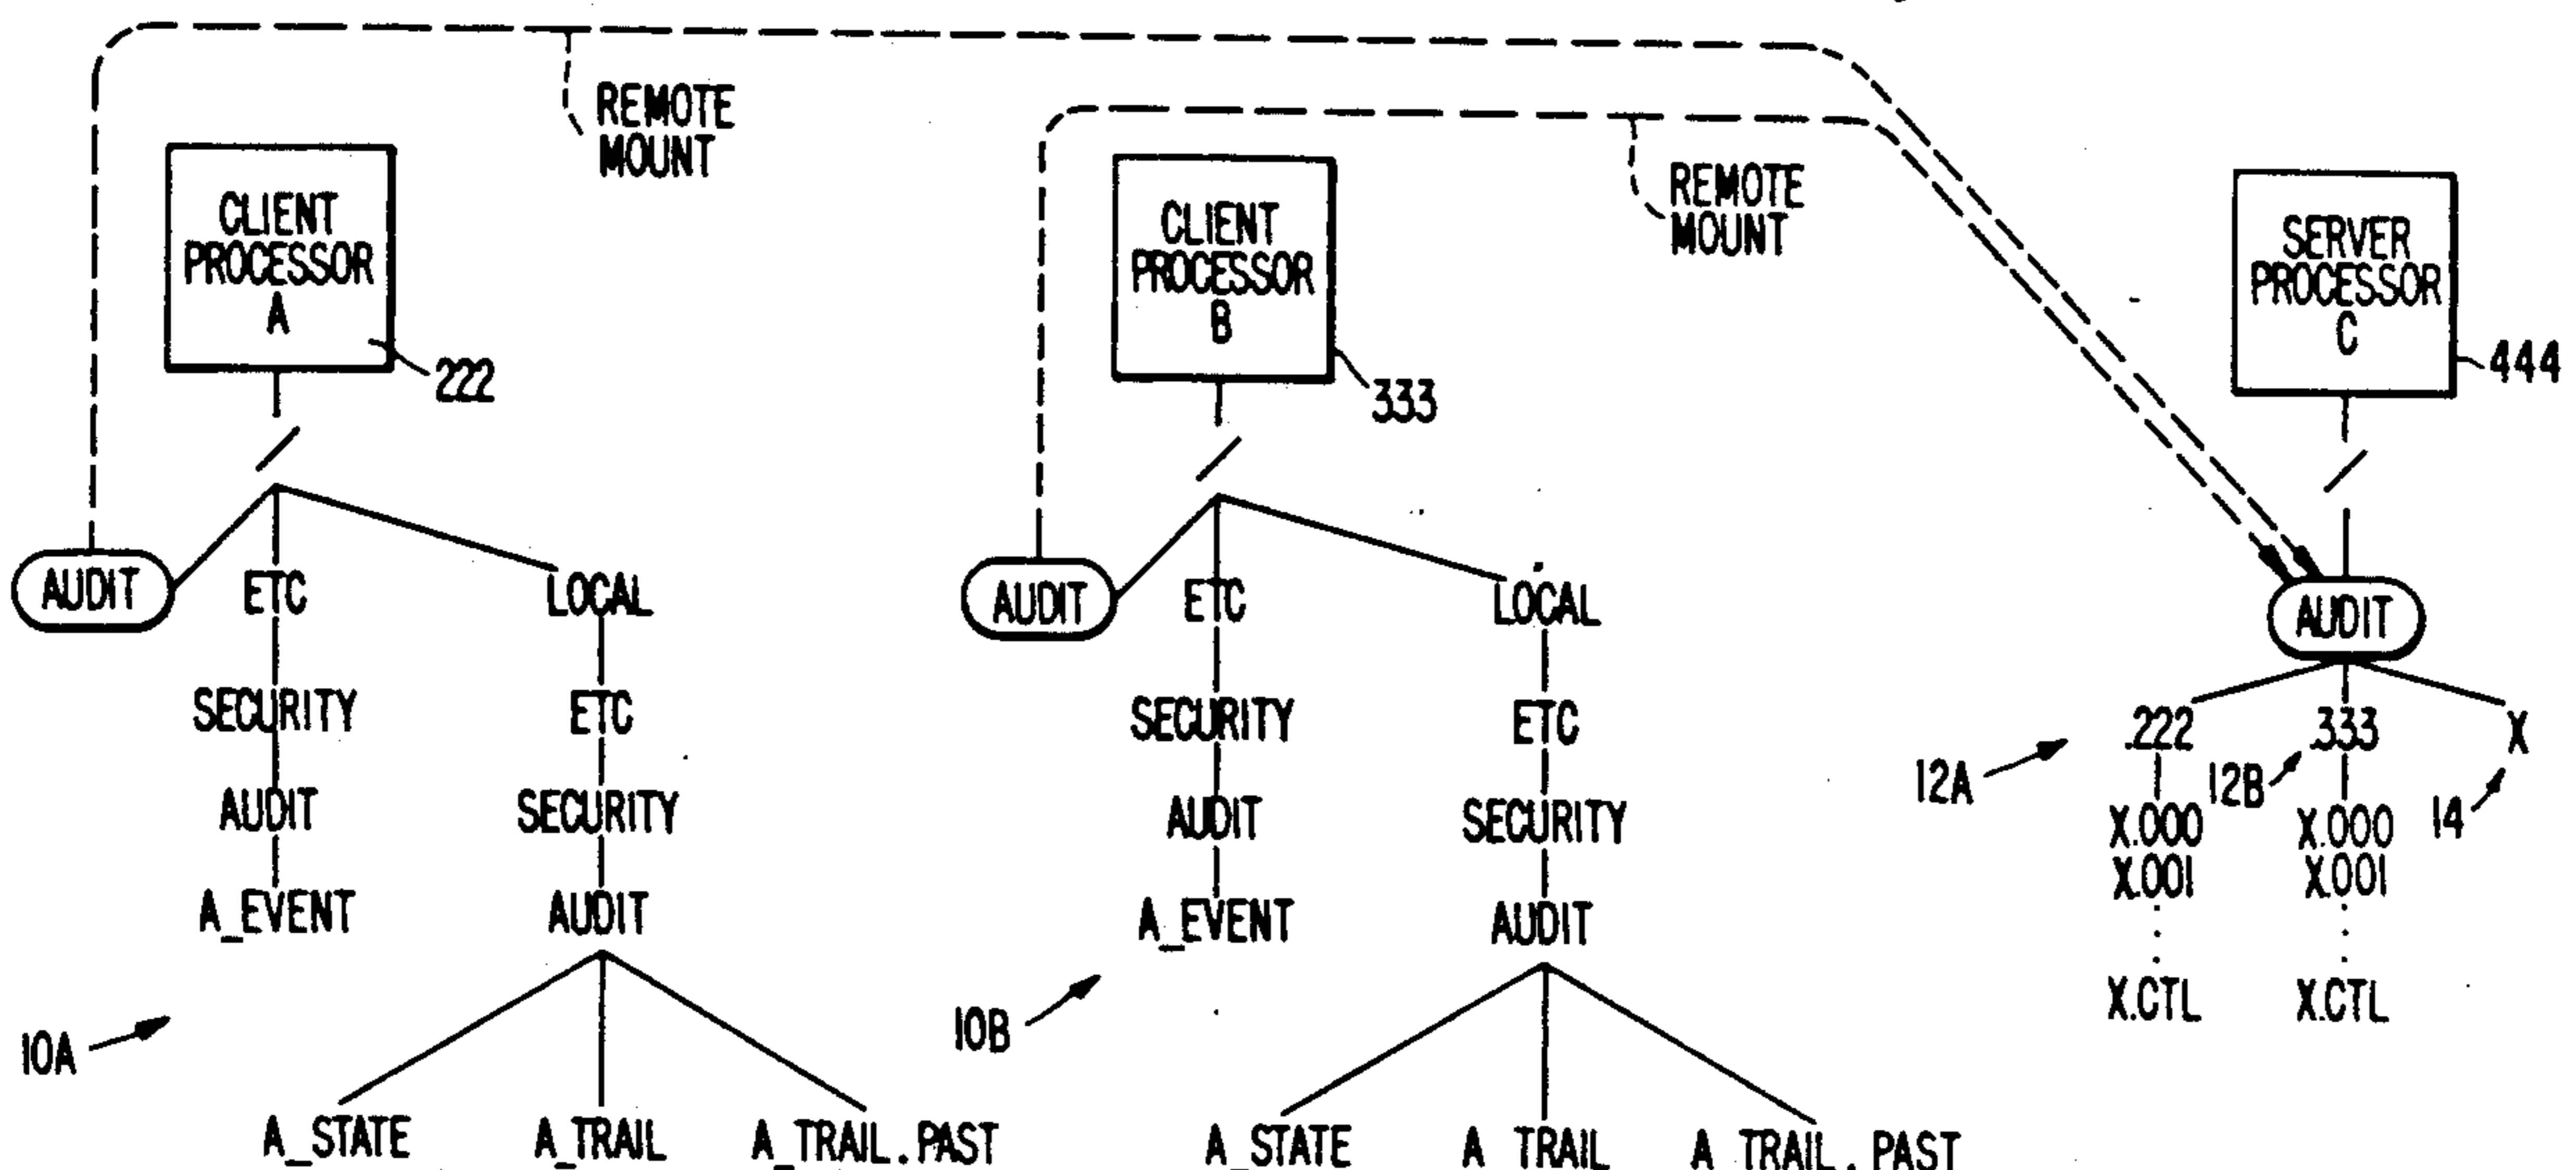 REMOTE
MOUNT
REMOTE
MOUNT
CLIENT
PROCESSOR
A
222
CLIENT
PROCESSOR
B
333
SERVER
PROCESSOR
C
444
/
/
/
AUDIT
ETC
LOCAL
SECURITY
ETC
AUDIT
SECURITY
A_EVENT
AUDIT
10A
A_STATE
A_TRAIL
A_TRAIL.PAST
AUDIT
ETC
LOCAL
SECURITY
ETC
AUDIT
SECURITY
A_EVENT
AUDIT
10B
A_STATE
A TRAIL
A TRAIL.PAST
AUDIT
.222
.333
X
12A
12B
14
X.000
X.001
X.CTL
X.000
X.001
X.CTL